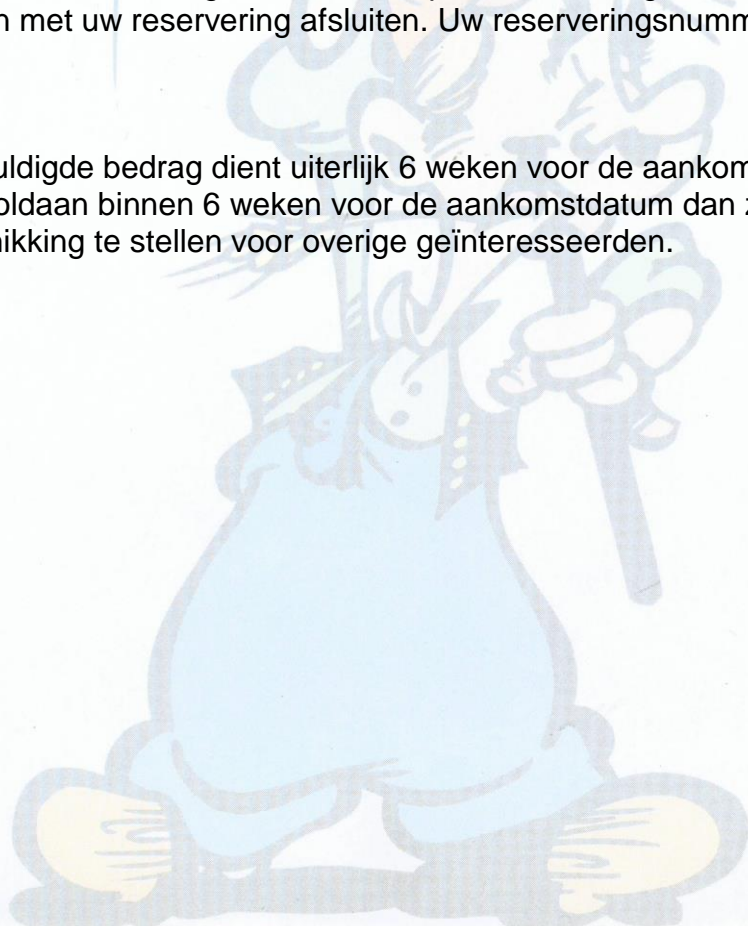 n met uw reservering afsluiten. Uw reserveringsnumm
uldigde bedrag dient uiterlijk 6 weken voor de aankom
oldaan binnen 6 weken voor de aankomstdatum dan z
hikking te stellen voor overige geïnteresseerden.